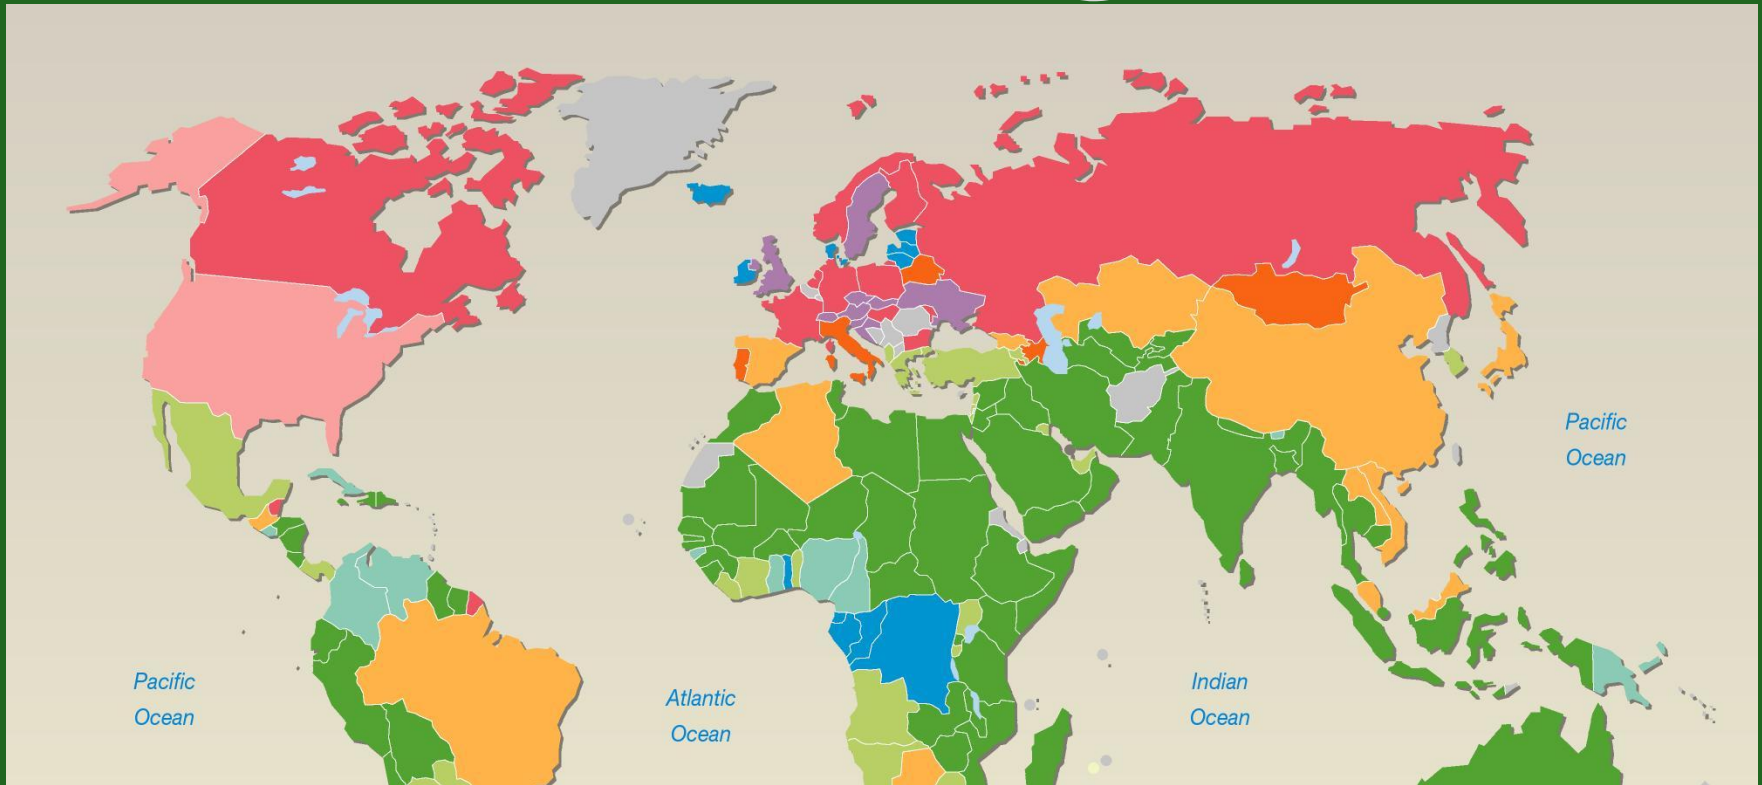 Pacific
Ocean
Pacific
Ocean
Atlantic
Ocean
Indian
Ocean